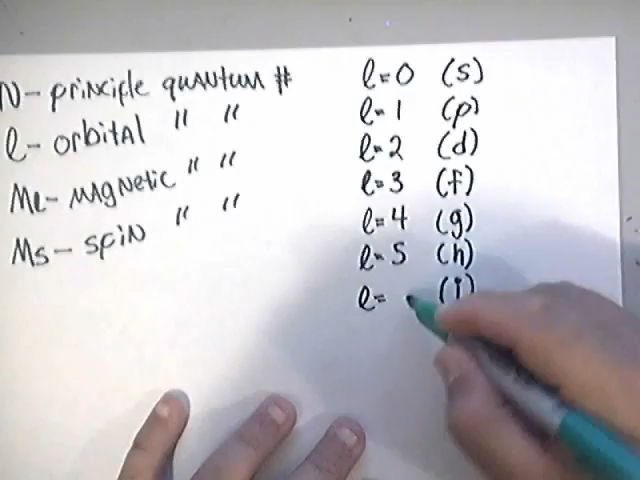 N- principle quantum #
l- orbital " "
Ml- magnetic " "
Ms- spin " "
l=0 (s)
l=1 (p)
l=2 (d)
l=3 (f)
l=4 (g)
l=5 (h)
l= (i)